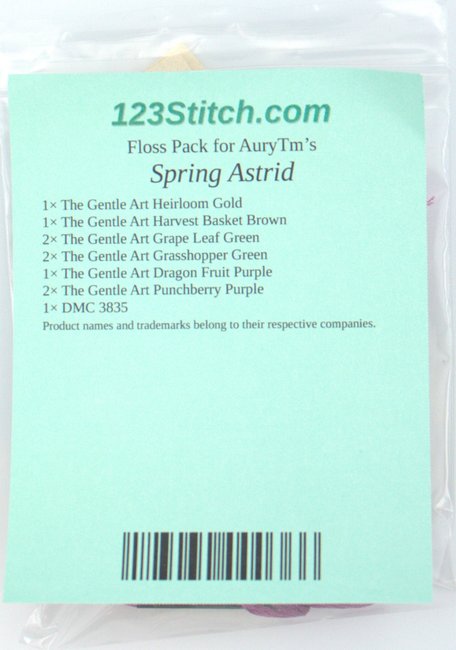 123Stitch.com
Floss Pack for AuryTm’s
Spring Astrid
1× The Gentle Art Heirloom Gold
1× The Gentle Art Harvest Basket Brown
2× The Gentle Art Grape Leaf Green
2× The Gentle Art Grasshopper Green
1× The Gentle Art Dragon Fruit Purple
2× The Gentle Art Punchberry Purple
1× DMC 3835
Product names and trademarks belong to their respective companies.